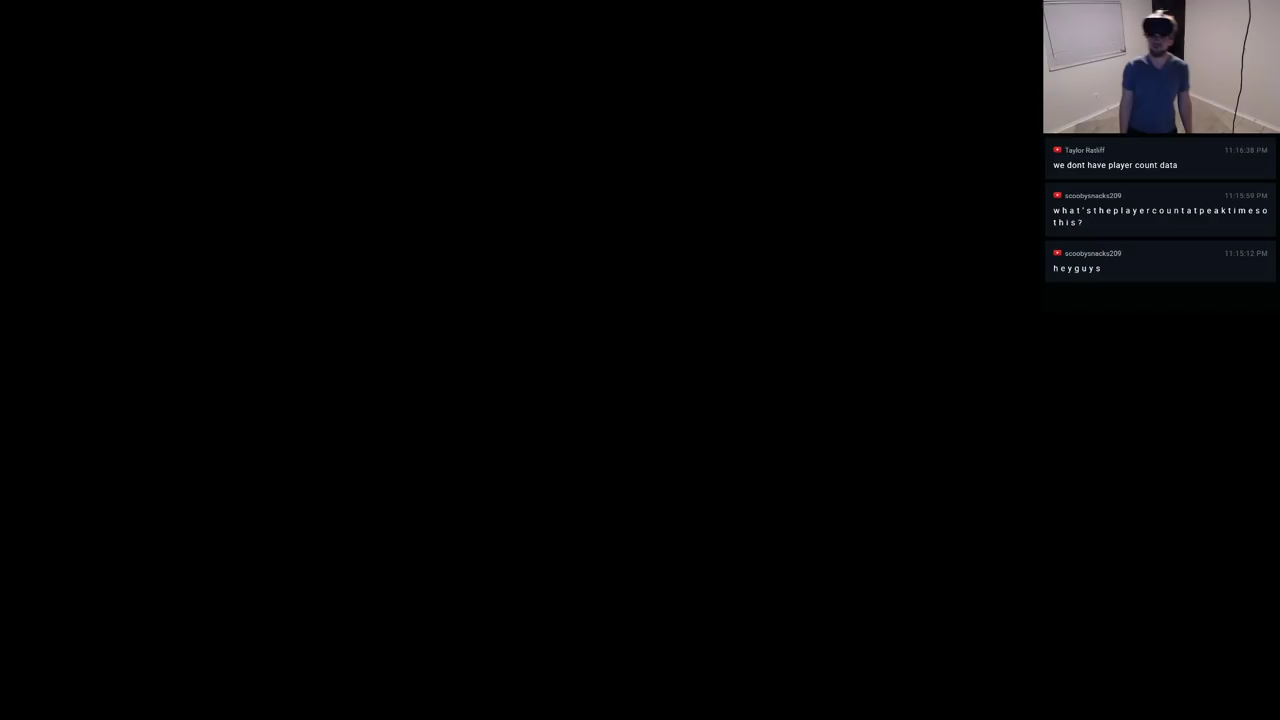 Taylor Ratliff 11:16:38 PM
we dont have player count data
scoobysnacks209 11:15:59 PM
w h a t ' s t h e p l a y e r c o u n t a t p e a k t i m e s o
t h i s ?
scoobysnacks209 11:15:12 PM
h e y g u y s